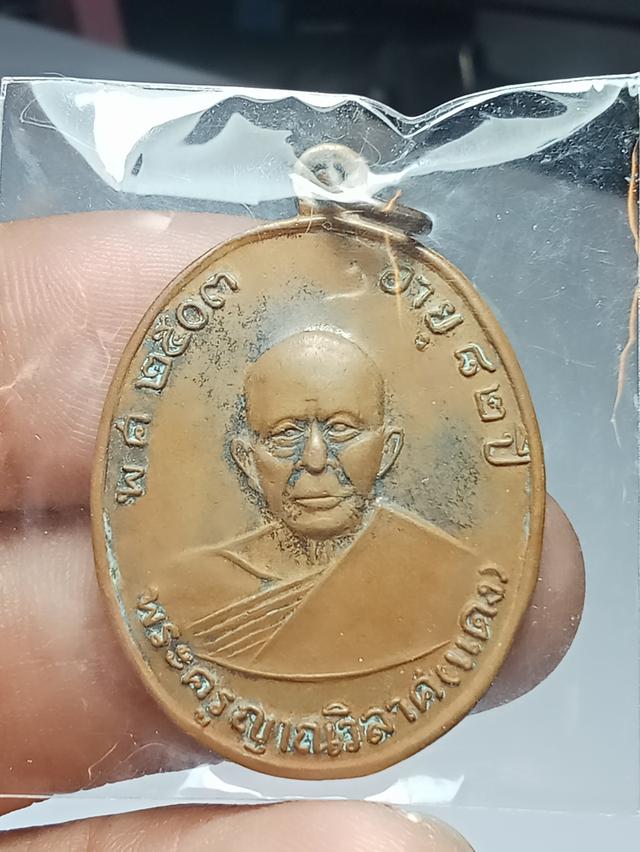 พศ ๒๕๐๓
อายุ ๘๒ ปี
พระครูญาณวิลาศ (แดง)